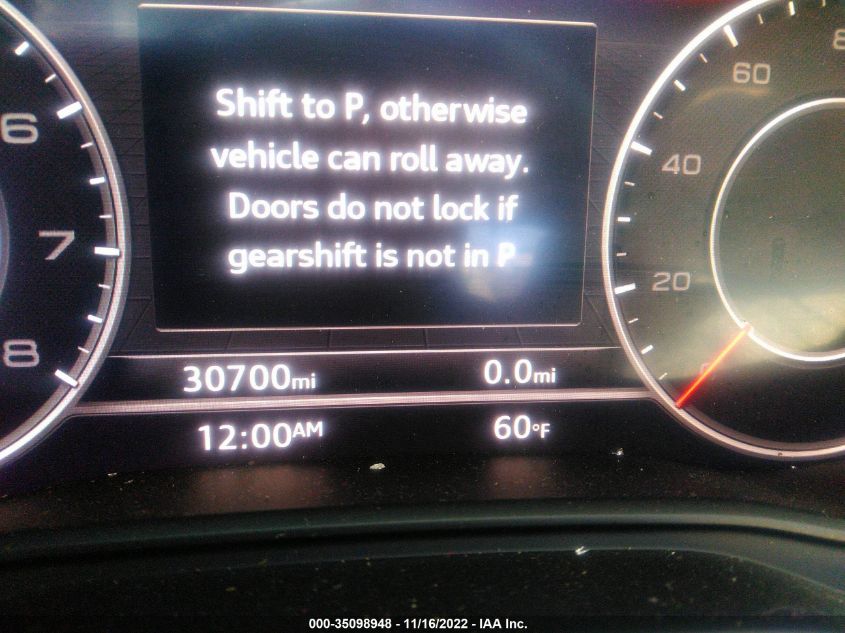 Shift to P, otherwise
vehicle can roll away.
Doors do not lock if
gearshift is not in P
6
7
8
60
40
20
0
30700mi
0.0mi
12:00AM
60°F
000-35098948 - 11/16/2022 - IAA Inc.